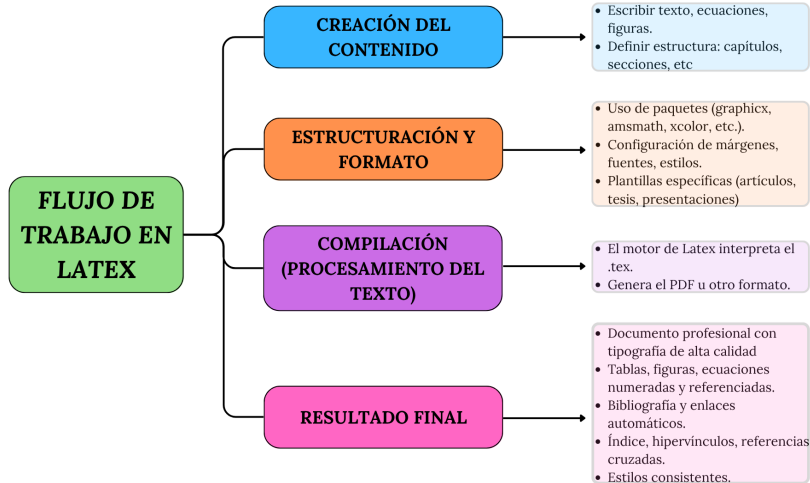 FLUJO DE
TRABAJO EN
LATEX
CREACIÓN DEL
CONTENIDO
• Escribir texto, ecuaciones,
figuras.
• Definir estructura: capítulos,
secciones, etc
ESTRUCTURACIÓN Y
FORMATO
• Uso de paquetes (graphicx,
amsmath, xcolor, etc.).
• Configuración de márgenes,
fuentes, estilos.
• Plantillas específicas (artículos,
tesis, presentaciones)
COMPILACIÓN
(PROCESAMIENTO DEL
TEXTO)
• El motor de Latex interpreta el
.tex.
• Genera el PDF u otro formato.
RESULTADO FINAL
• Documento profesional con
tipografía de alta calidad
• Tablas, figuras, ecuaciones
numeradas y referenciadas.
• Bibliografía y enlaces
automáticos.
• Índice, hipervínculos, referencias
cruzadas.
• Estilos consistentes.